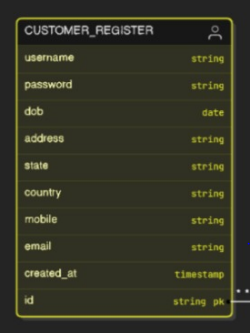 CUSTOMER_REGISTER
username string
password string
dob date
address string
state string
country string
mobile string
email string
created_at timestamp
id string pk